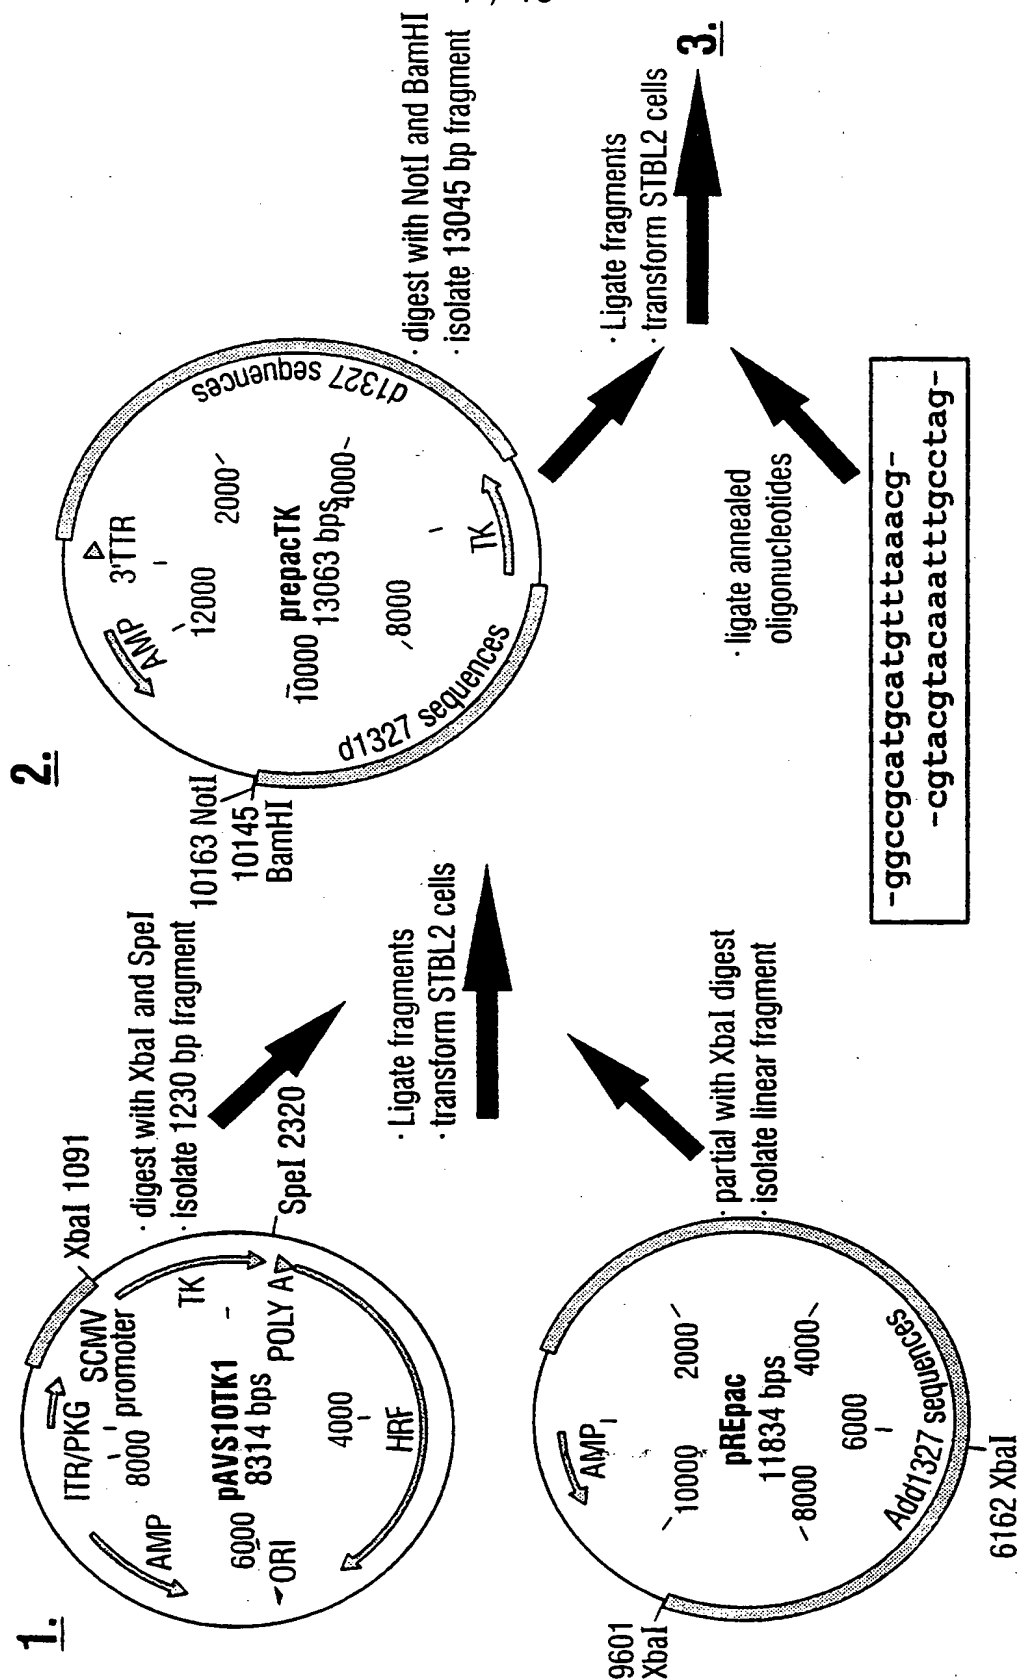 1.
ITR/PKG
SCMV
promoter
XbaI 1091
TK
POLY A
SpeI 2320
HRF
ORI
AMP
8000
6000
4000
pAVS10TK1
8314 bps
· digest with XbaI and SpeI
· isolate 1230 bp fragment
AMP
10000
2000
pREpac
11834 bps
8000
4000
6000
Add1327 sequences
9601
XbaI
6162 XbaI
· partial with XbaI digest
· isolate linear fragment
· Ligate fragments
· transform STBL2 cells
2.
AMP
3'TTR
12000
2000
prepacTK
13063 bps
10000
4000
8000
TK
d1327 sequences
d1327 sequences
10163 NotI
10145
BamHI
· digest with NotI and BamHI
· isolate 13045 bp fragment
· ligate annealed
oligonucleotides
-ggccgcatgcatgtttaaacg-
-cgtacgtacaaatttgcctag-
· Ligate fragments
· transform STBL2 cells
3.